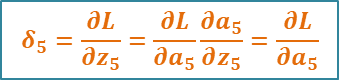 δ₅ = ∂L/∂z₅ = ∂L/∂a₅ ∂a₅/∂z₅ = ∂L/∂a₅